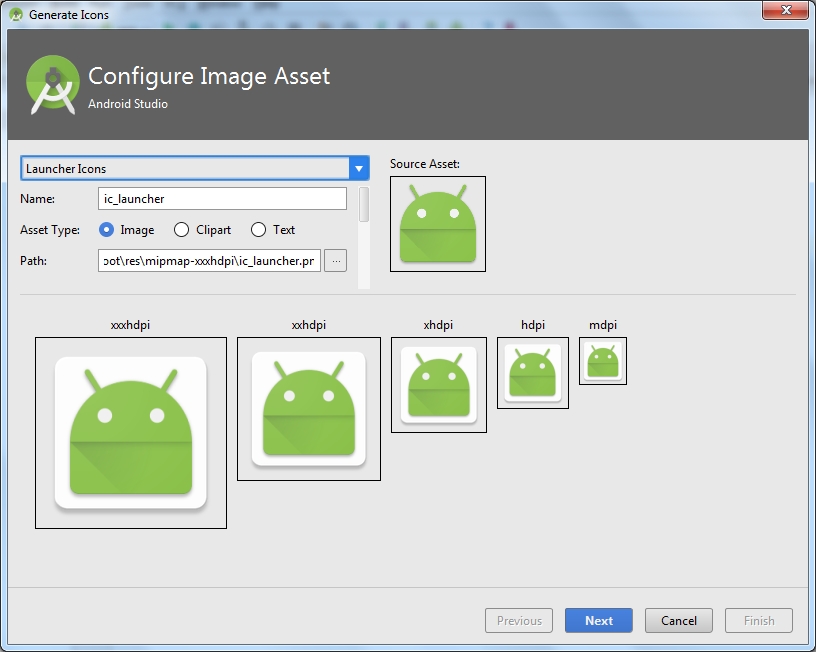 Generate Icons
Configure Image Asset
Android Studio
Launcher Icons
Source Asset:
Name: ic_launcher
Asset Type: Image Clipart Text
Path: oot\res\mipmap-xxxhdpi\ic_launcher.pr ...
xxxhdpi xxhdpi xhdpi hdpi mdpi
Previous Next Cancel Finish